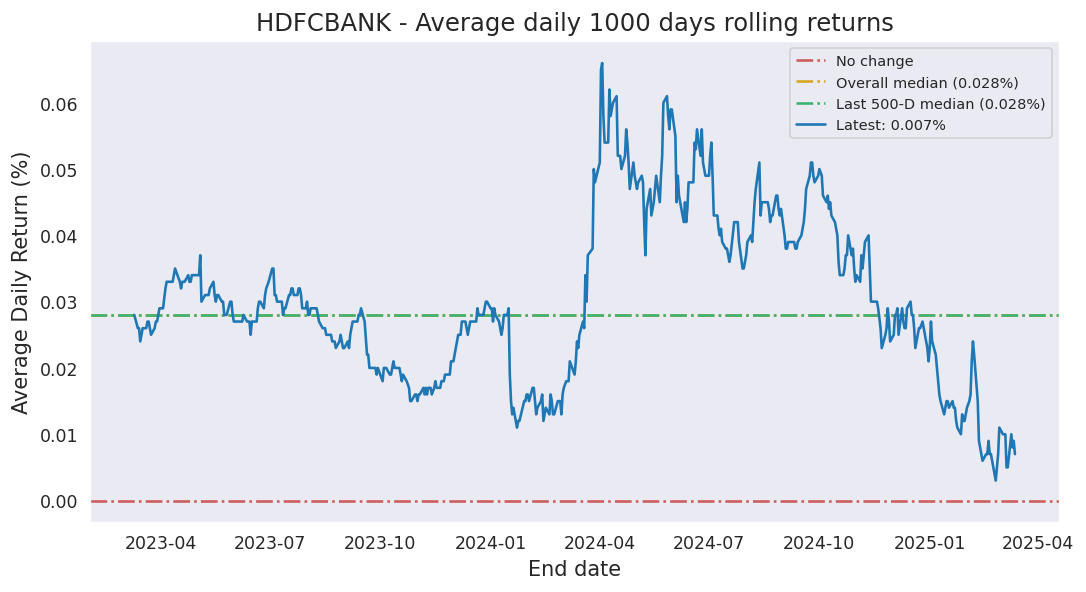 HDFCBANK - Average daily 1000 days rolling returns
No change
Overall median (0.028%)
Last 500-D median (0.028%)
Latest: 0.007%
Average Daily Return (%)
0.06
0.05
0.04
0.03
0.02
0.01
0.00
2023-04 2023-07 2023-10 2024-01 2024-04 2024-07 2024-10 2025-01 2025-04
End date